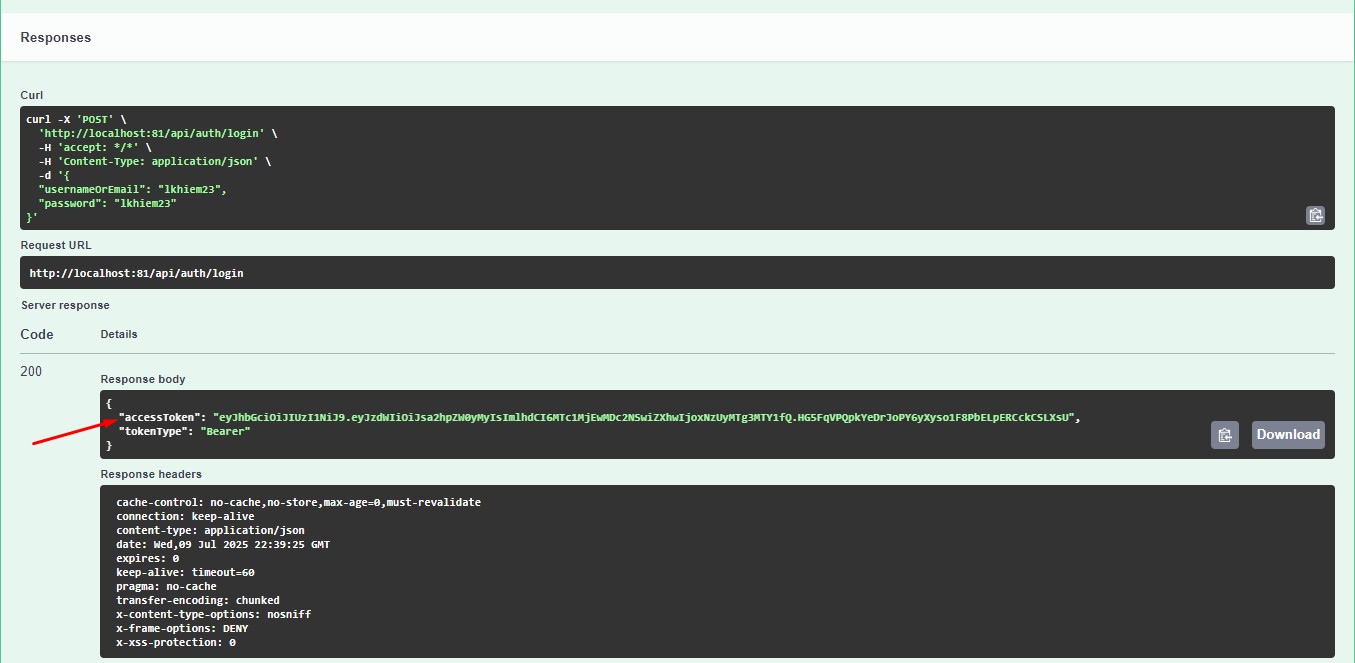 Responses
Curl
curl -X 'POST' \
'http://localhost:81/api/auth/login' \
-H 'accept: */*' \
-H 'Content-Type: application/json' \
-d '{
"usernameOrEmail": "lkhiem23",
"password": "lkhiem23"
}'
Request URL
http://localhost:81/api/auth/login
Server response
Code Details
200
Response body
{
"accessToken": "eyJhbGciOiJIUzI1NiJ9.eyJzdWIiOiJsa2hpZW0yMyIsImlhdCI6MTc1MjEwMDc2NSwiZXhwIjoxNzUyMTg3MTY1fQ.HG5FqVPQpkYeDrJoPY6yXyso1F8PbELpERCckCSLXsU",
"tokenType": "Bearer"
}
Download
Response headers
cache-control: no-cache,no-store,max-age=0,must-revalidate
connection: keep-alive
content-type: application/json
date: Wed,09 Jul 2025 22:39:25 GMT
expires: 0
keep-alive: timeout=60
pragma: no-cache
transfer-encoding: chunked
x-content-type-options: nosniff
x-frame-options: DENY
x-xss-protection: 0